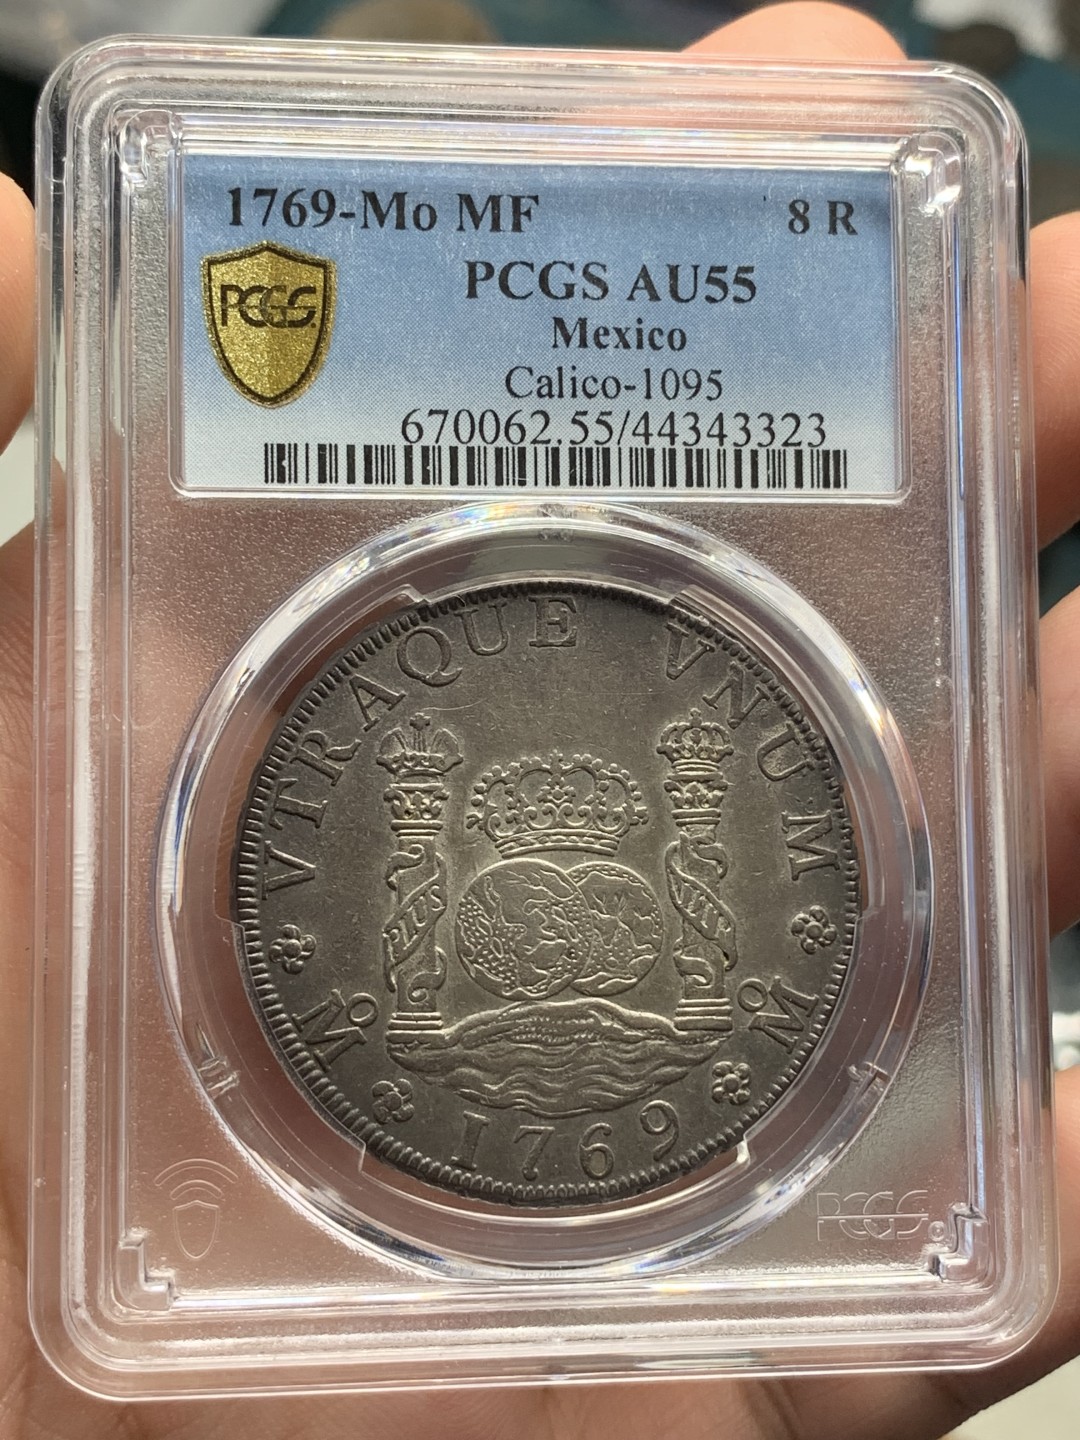 1769-Mo MF 8 R
PCGS
PCGS AU55
Mexico
Calico-1095
670062.55/44343323
VTRAQUE VNUM
PLUS
Mo
Mo
1769
PCGS